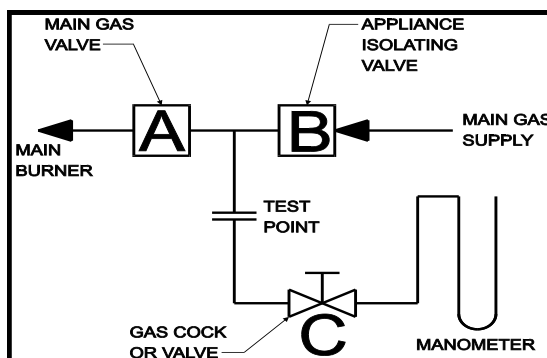 MAIN GAS
VALVE
APPLIANCE
ISOLATING
VALVE
A
B
MAIN
BURNER
MAIN GAS
SUPPLY
TEST
POINT
C
GAS COCK
OR VALVE
MANOMETER